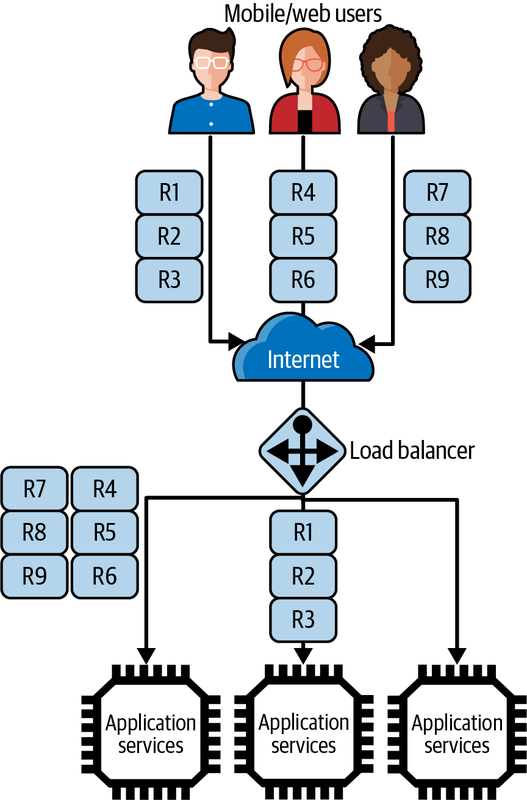 Mobile/web users
R1
R2
R3
R4
R5
R6
R7
R8
R9
Internet
Load balancer
R7
R4
R8
R5
R9
R6
R1
R2
R3
Application
services
Application
services
Application
services